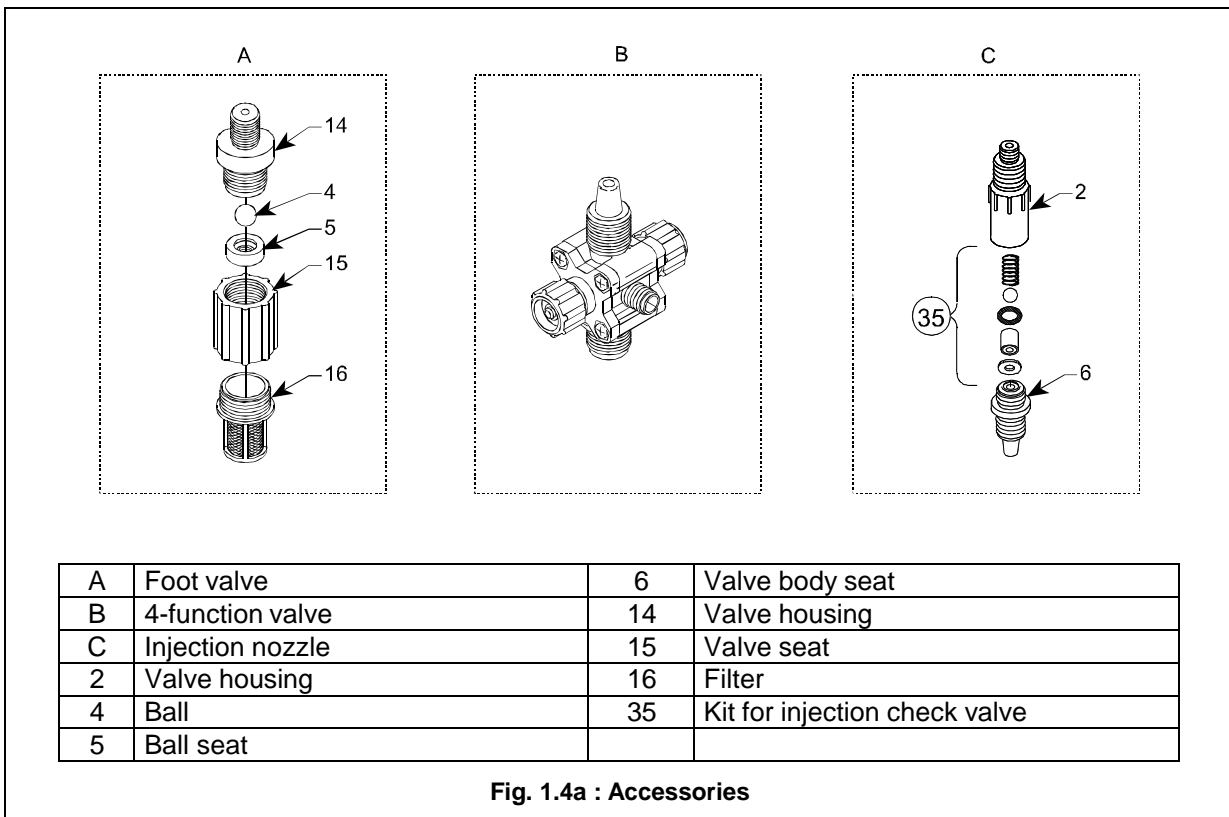 A
B
C
14
4
5
15
16
2
35
6
A Foot valve 6 Valve body seat
B 4-function valve 14 Valve housing
C Injection nozzle 15 Valve seat
2 Valve housing 16 Filter
4 Ball 35 Kit for injection check valve
5 Ball seat
Fig. 1.4a : Accessories